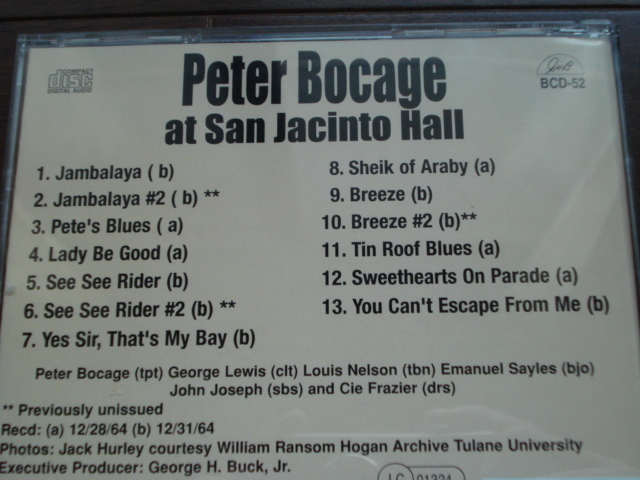 COMPACT
disc
DIGITAL AUDIO
Peter Bocage
at San Jacinto Hall
BCD-52
1. Jambalaya ( b)
2. Jambalaya #2 ( b) **
3. Pete's Blues ( a)
4. Lady Be Good (a)
5. See See Rider (b)
6. See See Rider #2 (b) **
7. Yes Sir, That's My Bay (b)
8. Sheik of Araby (a)
9. Breeze (b)
10. Breeze #2 (b)**
11. Tin Roof Blues (a)
12. Sweethearts On Parade (a)
13. You Can't Escape From Me (b)
Peter Bocage (tpt) George Lewis (clt) Louis Nelson (tbn) Emanuel Sayles (bjo)
John Joseph (sbs) and Cie Frazier (drs)
** Previously unissued
Recd: (a) 12/28/64 (b) 12/31/64
Photos: Jack Hurley courtesy William Ransom Hogan Archive Tulane University
Executive Producer: George H. Buck, Jr.
LC 01324